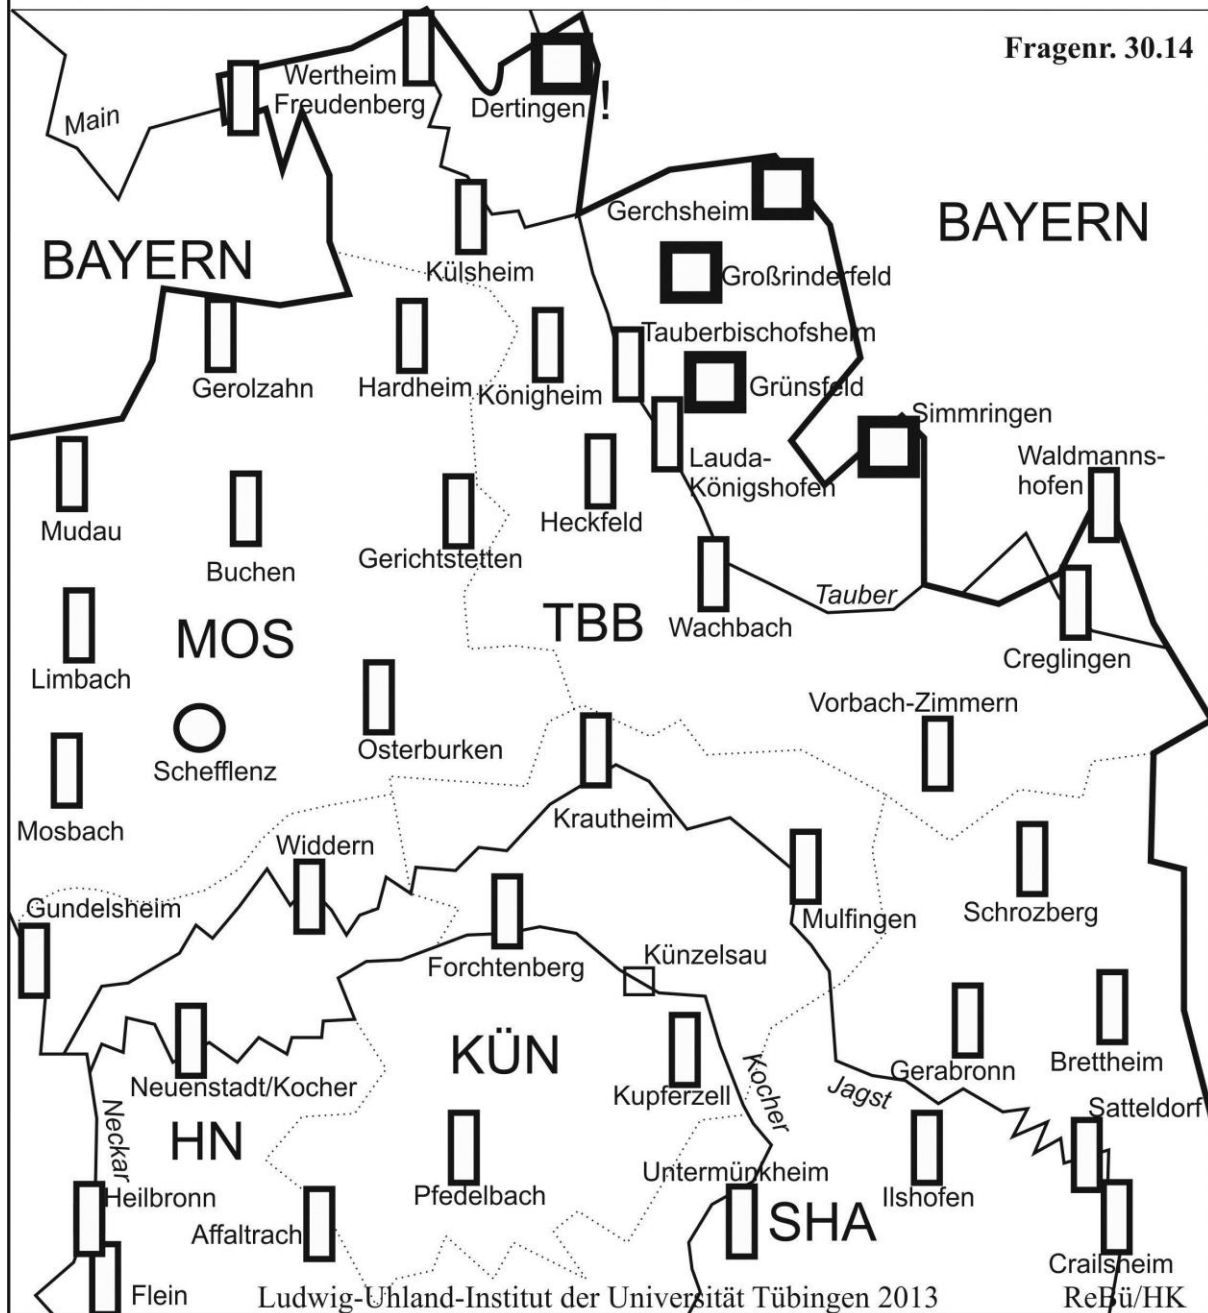 Fragenr. 30.14
Wertheim
Freudenberg
Dertingen
!
Main
Gerchsheim
BAYERN
BAYERN
Külsheim
Großrinderfeld
Tauberbischofsheim
Gerolzahn
Hardheim
Königheim
Grünsfeld
Simmringen
Lauda-
Königshofen
Waldmanns-
hofen
Mudau
Buchen
Gerichtstetten
Heckfeld
Tauber
MOS
TBB
Wachbach
Creglingen
Limbach
Vorbach-Zimmern
Schefflenz
Osterburken
Mosbach
Krautheim
Widdern
Gundelsheim
Mulfingen
Schrozberg
Forchtenberg
Künzelsau
KÜN
Neuenstadt/Kocher
Kupferzell
Kocher
Jagst
Gerabronn
Brettheim
Neckar
HN
Satteldorf
Heilbronn
Affaltrach
Pfedelbach
Untermünkheim
SHA
Ilshofen
Crailsheim
Flein
Ludwig-Uhland-Institut der Universität Tübingen 2013
ReBü/HK